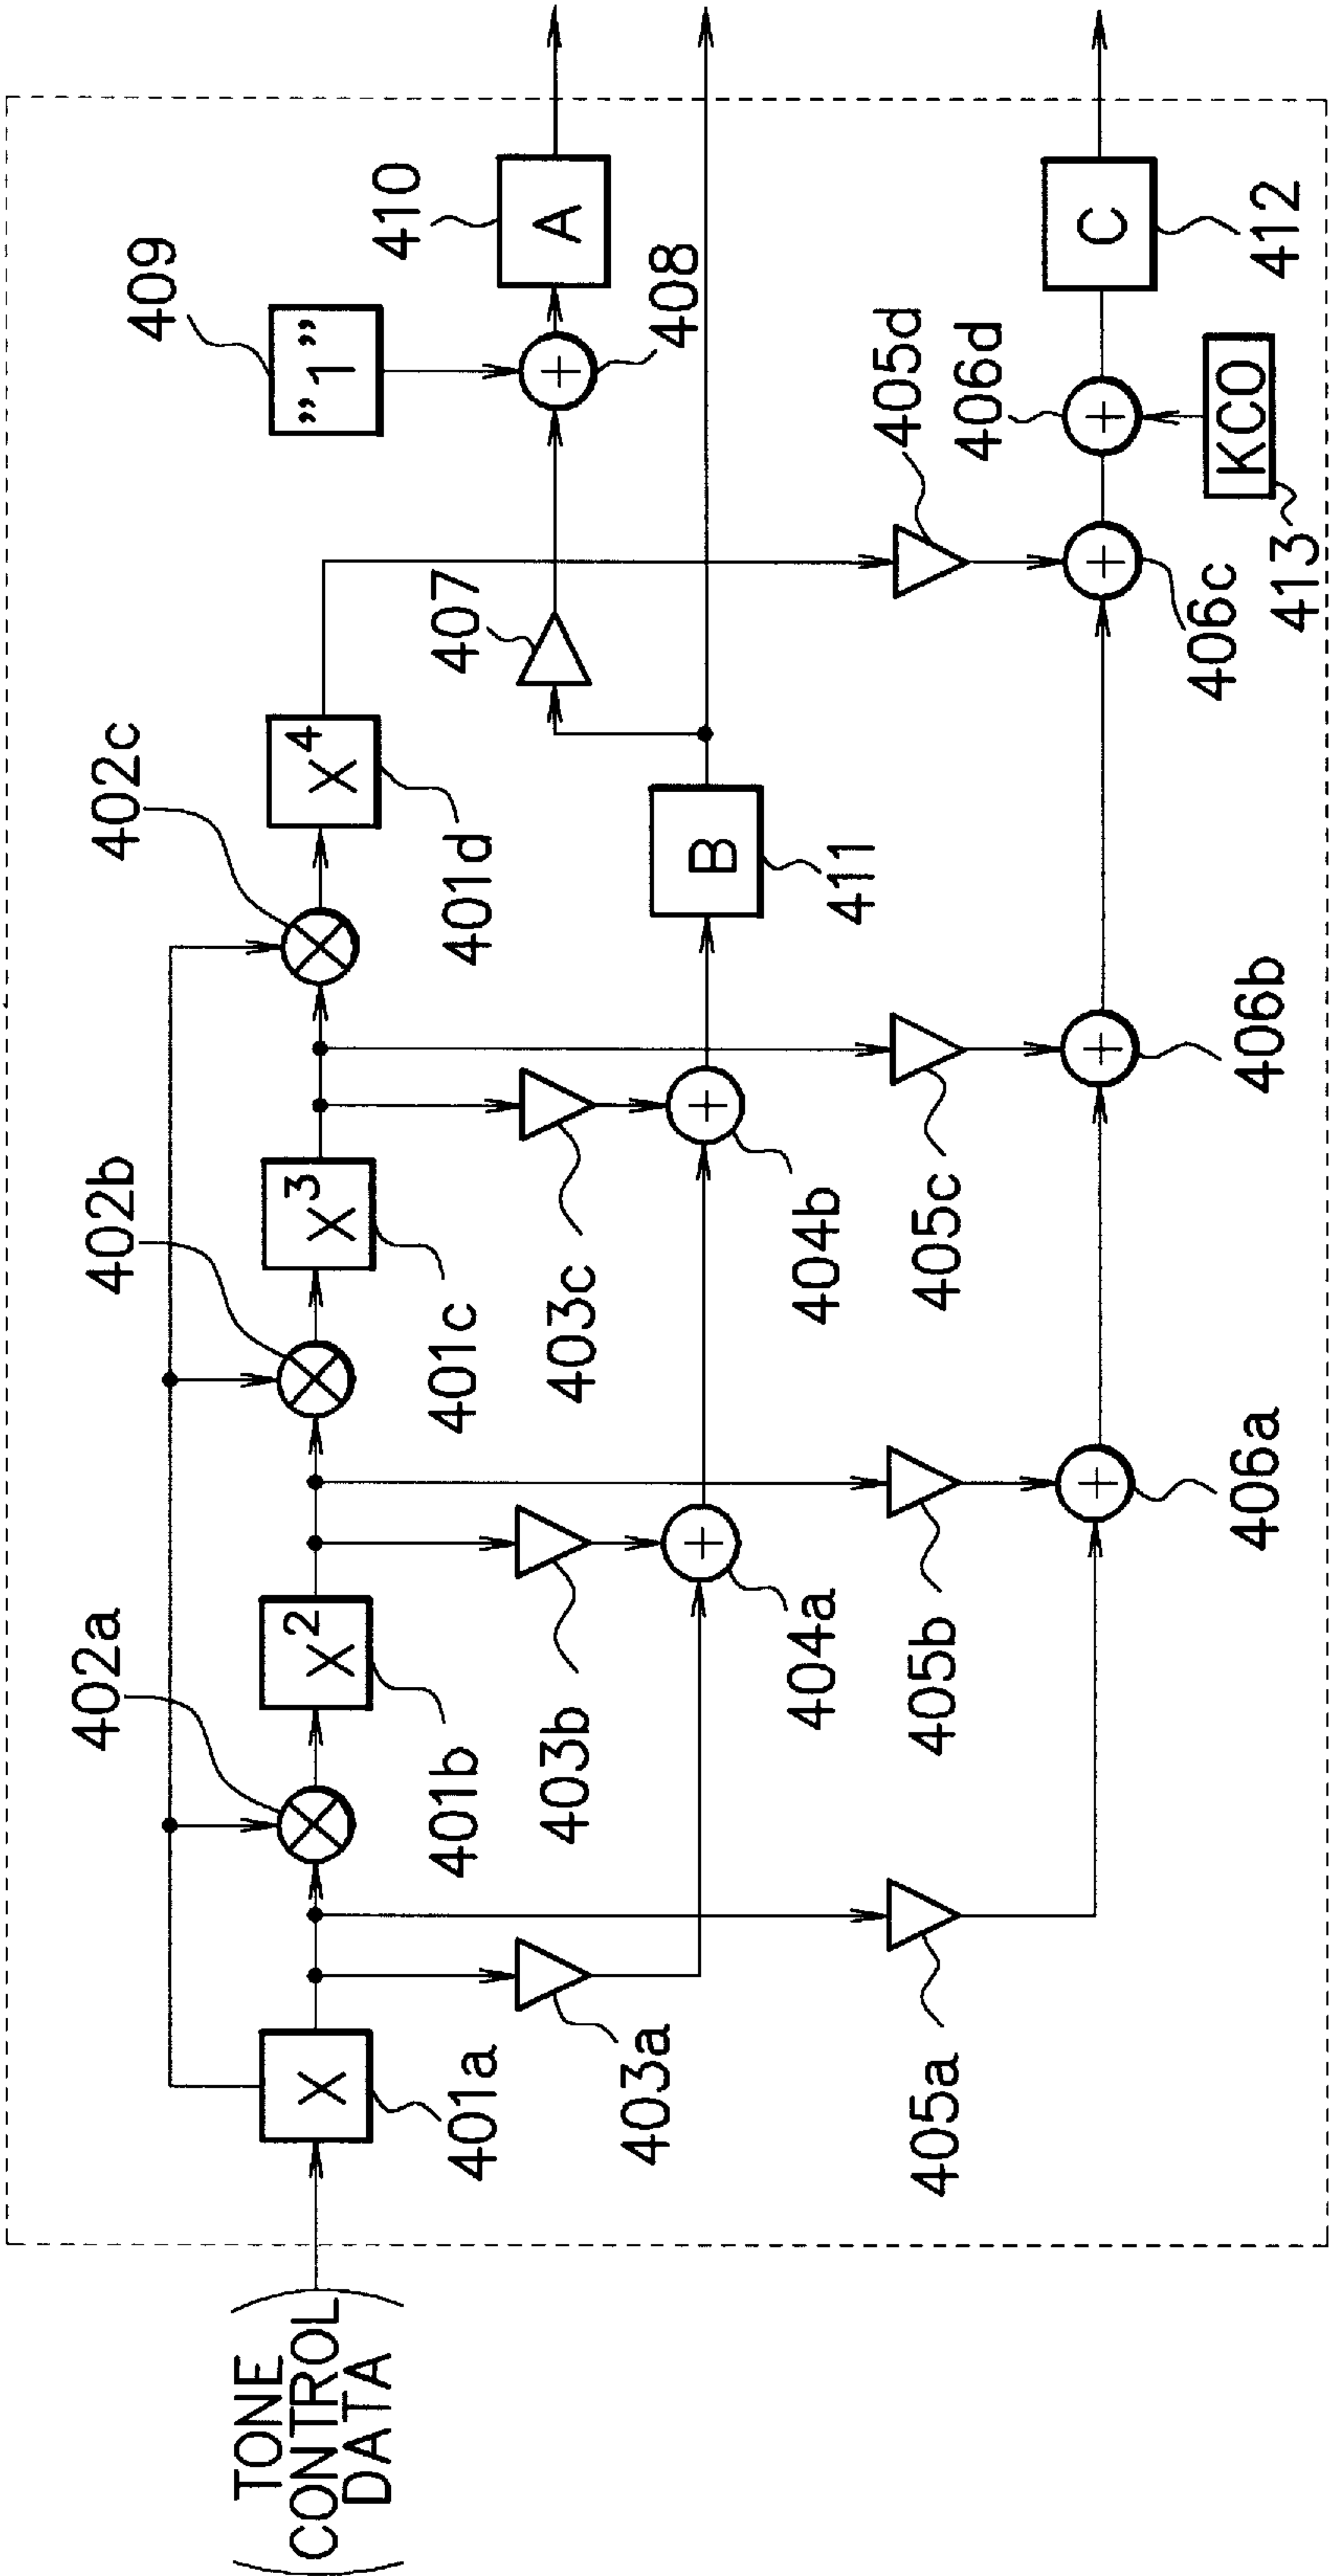 (TONE
CONTROL
DATA)
402a
402b
402c
409
410
X
X²
X³
X⁴
"1"
A
401a
401b
401c
401d
407
408
403a
403b
403c
B
411
404a
404b
405a
405b
405c
405d
406a
406b
406c
406d
C
412
KCO
413